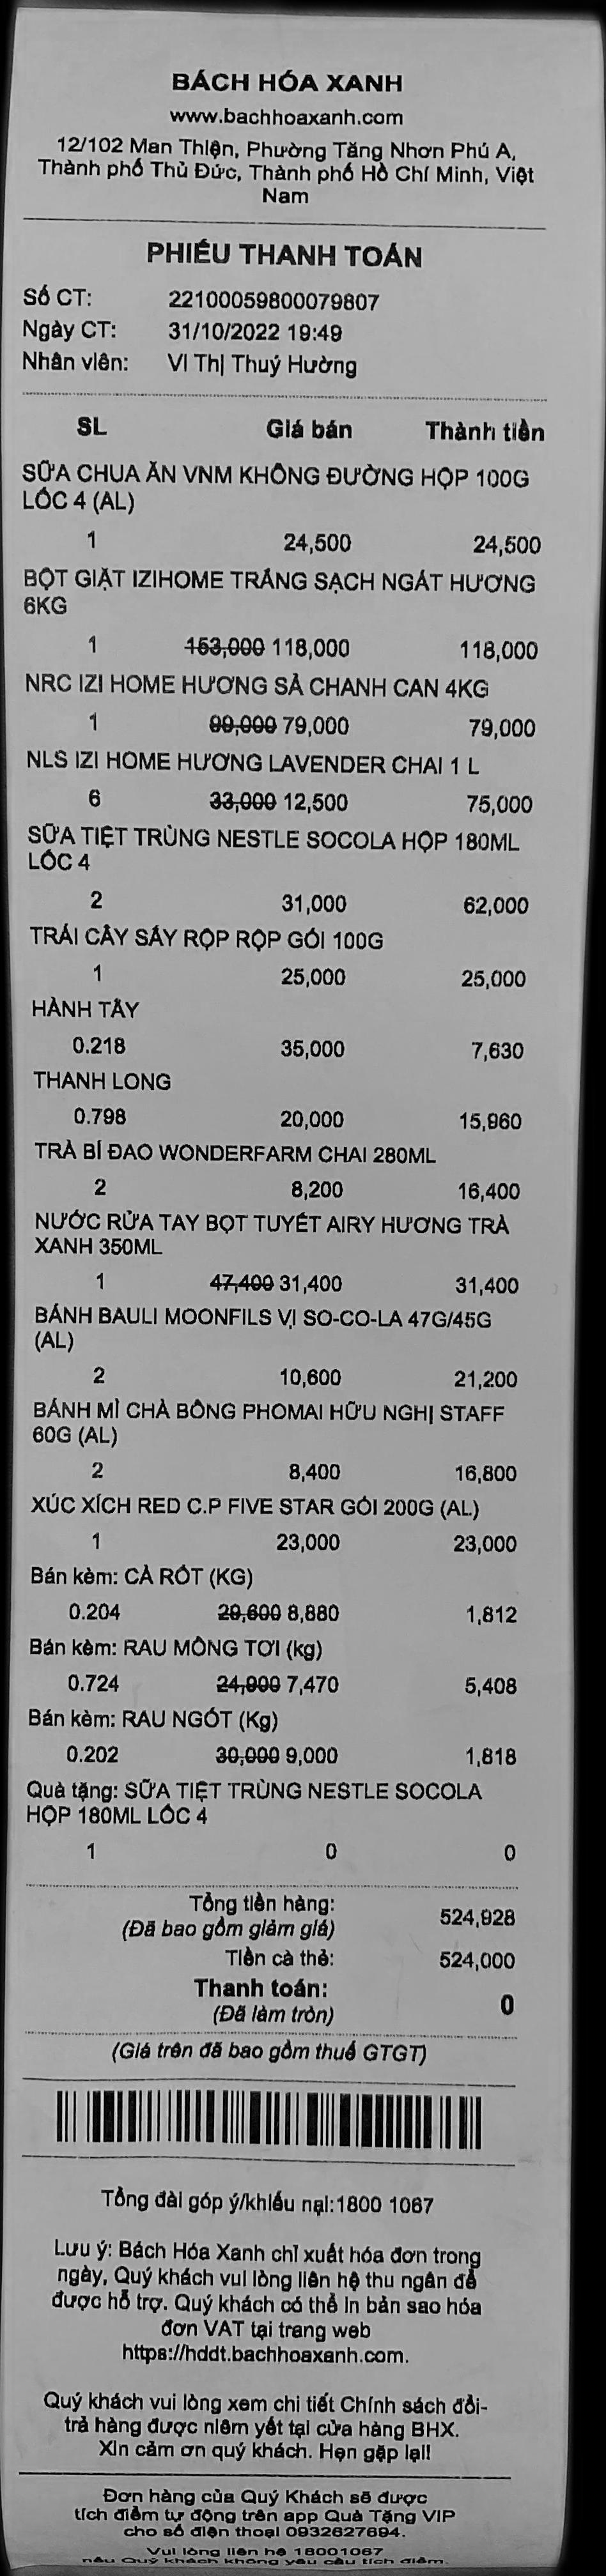 BÁCH HÓA XANH
www.bachhoaxanh.com
12/102 Man Thiện, Phường Tăng Nhơn Phú A,
Thành phố Thủ Đức, Thành phố Hồ Chí Minh, Việt
Nam
PHIẾU THANH TOÁN
Số CT: 22100059800079807
Ngày CT: 31/10/2022 19:49
Nhân viên: Vi Thị Thuý Hường
SL Giá bán Thành tiền
SỮA CHUA ĂN VNM KHÔNG ĐƯỜNG HỘP 100G
LỐC 4 (AL)
1 24,500 24,500
BỘT GIẶT IZIHOME TRẮNG SẠCH NGÁT HƯƠNG
6KG
1 153,000 118,000 118,000
NRC IZI HOME HƯƠNG SẢ CHANH CAN 4KG
1 99,000 79,000 79,000
NLS IZI HOME HƯƠNG LAVENDER CHAI 1 L
6 33,000 12,500 75,000
SỮA TIỆT TRÙNG NESTLE SOCOLA HỘP 180ML
LỐC 4
2 31,000 62,000
TRÁI CÂY SẤY RỘP RỘP GÓI 100G
1 25,000 25,000
HÀNH TÂY
0.218 35,000 7,630
THANH LONG
0.798 20,000 15,960
TRÀ BÍ ĐAO WONDERFARM CHAI 280ML
2 8,200 16,400
NƯỚC RỬA TAY BỌT TUYẾT AIRY HƯƠNG TRÀ
XANH 350ML
1 47,400 31,400 31,400
BÁNH BAULI MOONFILS VỊ SO-CO-LA 47G/45G
(AL)
2 10,600 21,200
BÁNH MÌ CHÀ BÔNG PHOMAI HỮU NGHỊ STAFF
60G (AL)
2 8,400 16,800
XÚC XÍCH RED C.P FIVE STAR GÓI 200G (AL)
1 23,000 23,000
Bán kèm: CÀ RỐT (KG)
0.204 29,600 8,880 1,812
Bán kèm: RAU MỒNG TƠI (kg)
0.724 24,900 7,470 5,408
Bán kèm: RAU NGÓT (Kg)
0.202 30,000 9,000 1,818
Quà tặng: SỮA TIỆT TRÙNG NESTLE SOCOLA
HỘP 180ML LỐC 4
1 0 0
Tổng tiền hàng: 524,928
(Đã bao gồm giảm giá)
Tiền cà thẻ: 524,000
Thanh toán: 0
(Đã làm tròn)
(Giá trên đã bao gồm thuế GTGT)
Tổng đài góp ý/khiếu nại:1800 1067
Lưu ý: Bách Hóa Xanh chỉ xuất hóa đơn trong
ngày, Quý khách vui lòng liên hệ thu ngân để
được hỗ trợ. Quý khách có thể in bản sao hóa
đơn VAT tại trang web
https://hddt.bachhoaxanh.com.
Quý khách vui lòng xem chi tiết Chính sách đổi-
trả hàng được niêm yết tại cửa hàng BHX.
Xin cảm ơn quý khách. Hẹn gặp lại!
Đơn hàng của Quý Khách sẽ được
tích điểm tự động trên app Quà Tặng VIP
cho số điện thoại 0932627694.
Vui lòng liên hệ 18001067
nếu Quý khách không yêu cầu tích điểm.